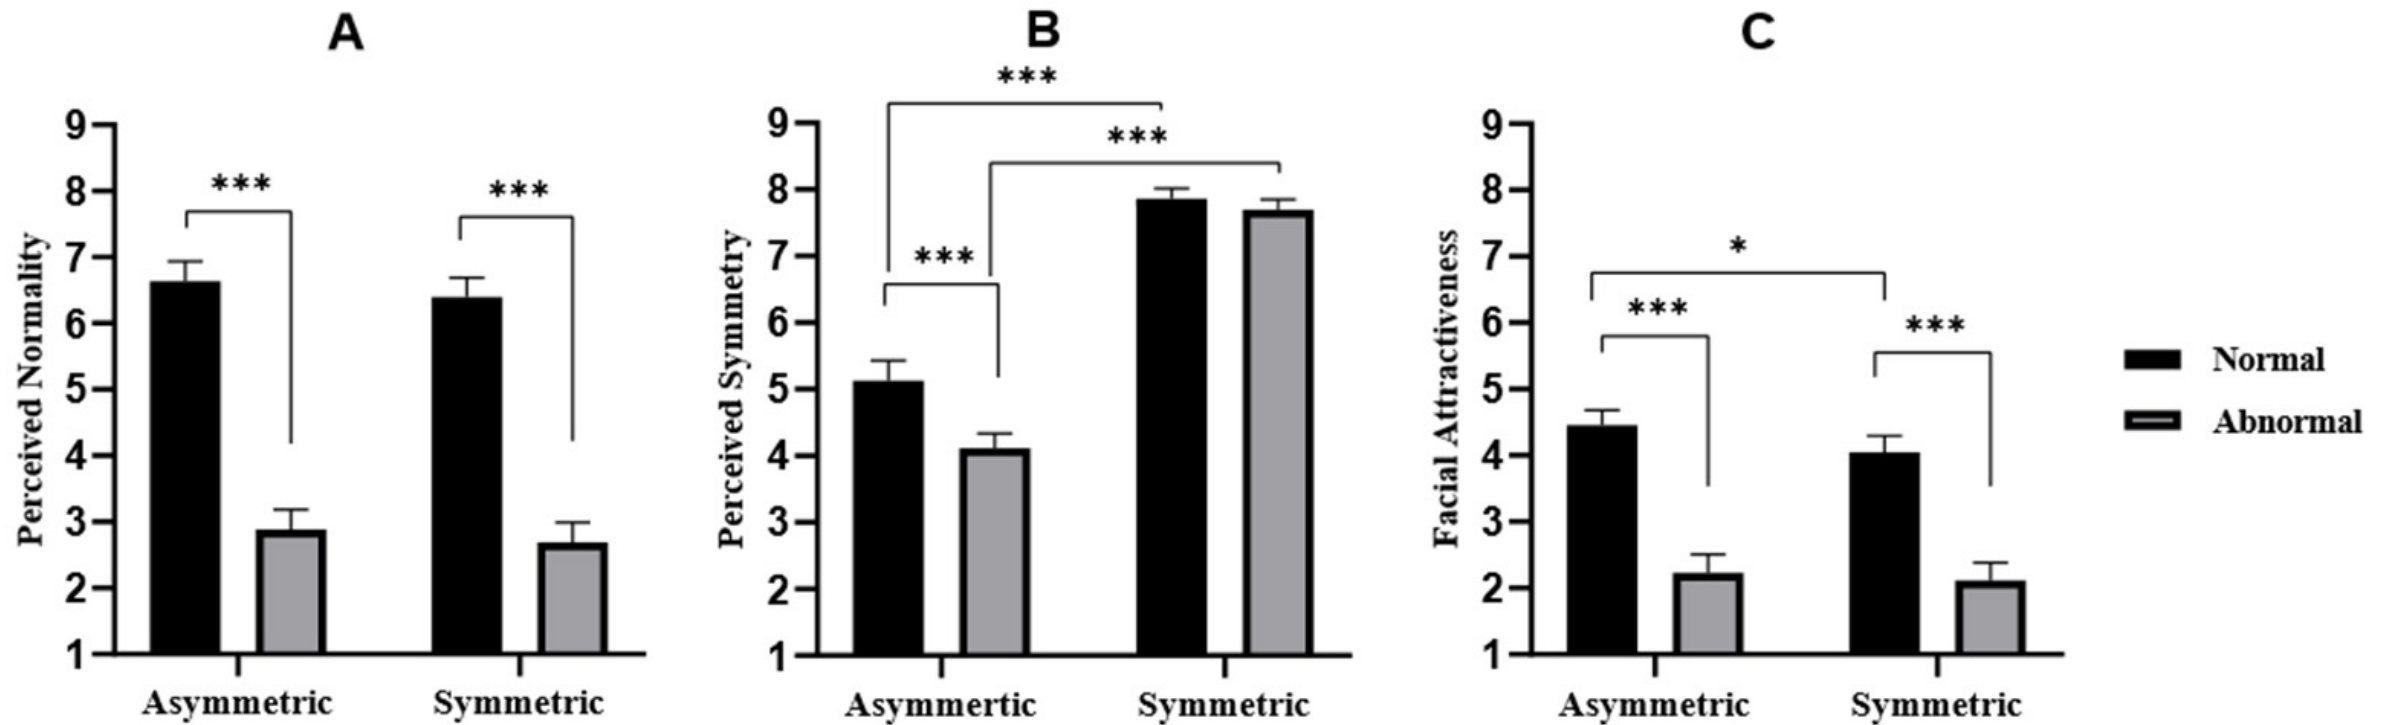 A
Perceived Normality
9
8
7
6
5
4
3
2
1
***
***
Asymmetric
Symmetric
B
Perceived Symmetry
9
8
7
6
5
4
3
2
1
***
***
***
Asymmertic
Symmetric
C
Facial Attractiveness
9
8
7
6
5
4
3
2
1
*
***
***
Asymmetric
Symmetric
Normal
Abnormal